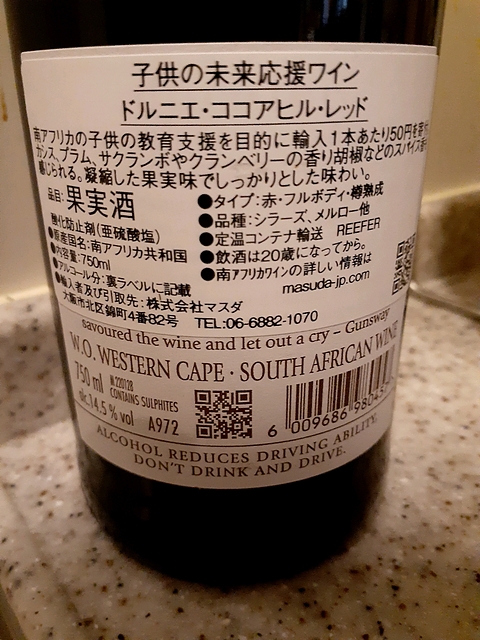 子供の未来応援ワイン
ドルニエ・ココアヒル・レッド
南アフリカの子供の教育支援を目的に輸入1本あたり50円を寄付
カシス、プラム、サクランボやクランベリーの香り胡椒などのスパイス香
感じられる。凝縮した果実味でしっかりとした味わい。
品目: 果実酒
酸化防止剤(亜硫酸塩)
●原産国名:南アフリカ共和国
●内容量:750ml
●アルコール分:裏ラベルに記載
●輸入者及び引取先:株式会社マスダ
大阪市北区錦町4番82号 TEL:06-6882-1070
●タイプ:赤・フルボディ・樽熟成
●品種:シラーズ、メルロー他
●定温コンテナ輸送 REEFER
●飲酒は20歳になってから。
●南アフリカワインの詳しい情報は
masuda-jp.com
savoured the wine and let out a cry – Gunsway
W.O. WESTERN CAPE · SOUTH AFRICAN WINE
750 ml
alc.14.5 % vol
CONTAINS SULPHITES
A972
6 009686
ALCOHOL REDUCES DRIVING ABILITY,
DON'T DRINK AND DRIVE.